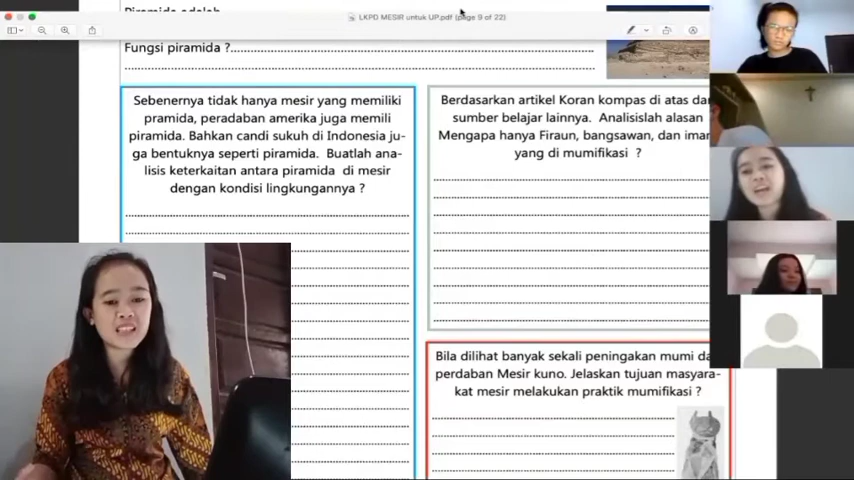 Piramida adalah
LKPD MESIR untuk UP.pdf (page 9 of 22)
Fungsi piramida ?
Sebenernya tidak hanya mesir yang memiliki
pramida, peradaban amerika juga memili
piramida. Bahkan candi sukuh di Indonesia ju-
ga bentuknya seperti piramida. Buatlah ana-
lisis keterkaitan antara piramida di mesir
dengan kondisi lingkungannya ?
Berdasarkan artikel Koran kompas di atas dan
sumber belajar lainnya. Analisislah alasan
Mengapa hanya Firaun, bangsawan, dan imam
yang di mumifikasi ?
Bila dilihat banyak sekali peningakan mumi da
perdaban Mesir kuno. Jelaskan tujuan masyara-
kat mesir melakukan praktik mumifikasi ?